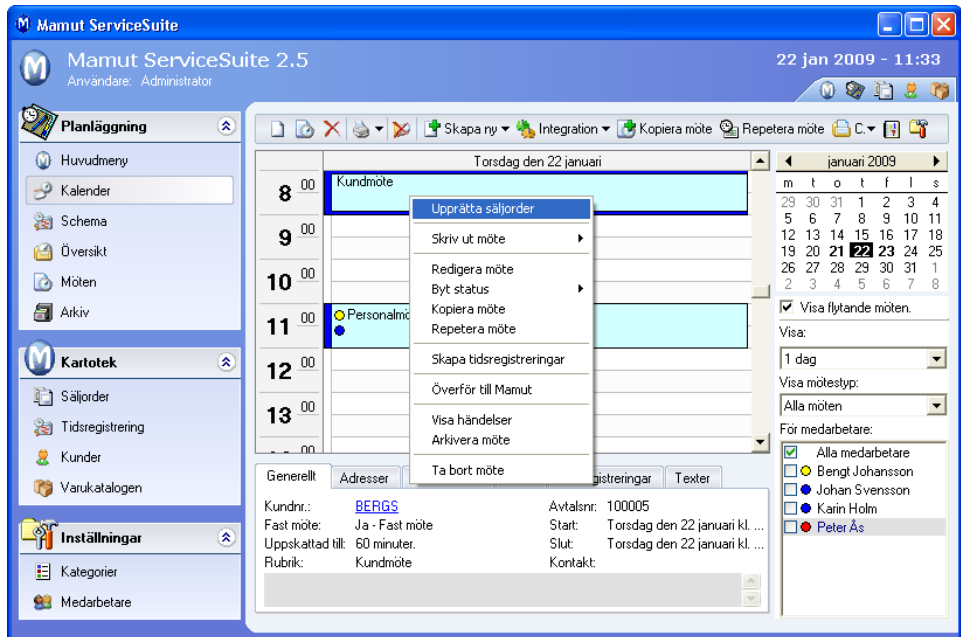 Mamut ServiceSuite
Mamut ServiceSuite 2.5
Användare: Administrator
22 jan 2009 - 11:33
Planläggning
Huvudmeny
Kalender
Schema
Översikt
Möten
Arkiv
Kartotek
Säljorder
Tidsregistrering
Kunder
Varukatalogen
Inställningar
Kategorier
Medarbetare
Skapa ny Integration Kopiera möte Repetera möte C.
Torsdag den 22 januari
8 00 Kundmöte
9 00
10 00
11 00 Personalmö
12 00
13 00
00
Upprätta säljorder
Skriv ut möte
Redigera möte
Byt status
Kopiera möte
Repetera möte
Skapa tidsregistreringar
Överför till Mamut
Visa händelser
Arkivera möte
Ta bort möte
Generellt Adresser gistreringar Texter
Kundnr.: BERGS Avtalsnr: 100005
Fast möte: Ja - Fast möte Start: Torsdag den 22 januari kl. ...
Uppskattad till: 60 minuter. Slut: Torsdag den 22 januari kl. ...
Rubrik: Kundmöte Kontakt:
januari 2009
m t o t f l s
29 30 31 1 2 3 4
5 6 7 8 9 10 11
12 13 14 15 16 17 18
19 20 21 22 23 24 25
26 27 28 29 30 31 1
2 3 4 5 6 7 8
Visa flytande möten.
Visa:
1 dag
Visa mötestyp:
Alla möten
För medarbetare:
Alla medarbetare
Bengt Johansson
Johan Svensson
Karin Holm
Peter Ås